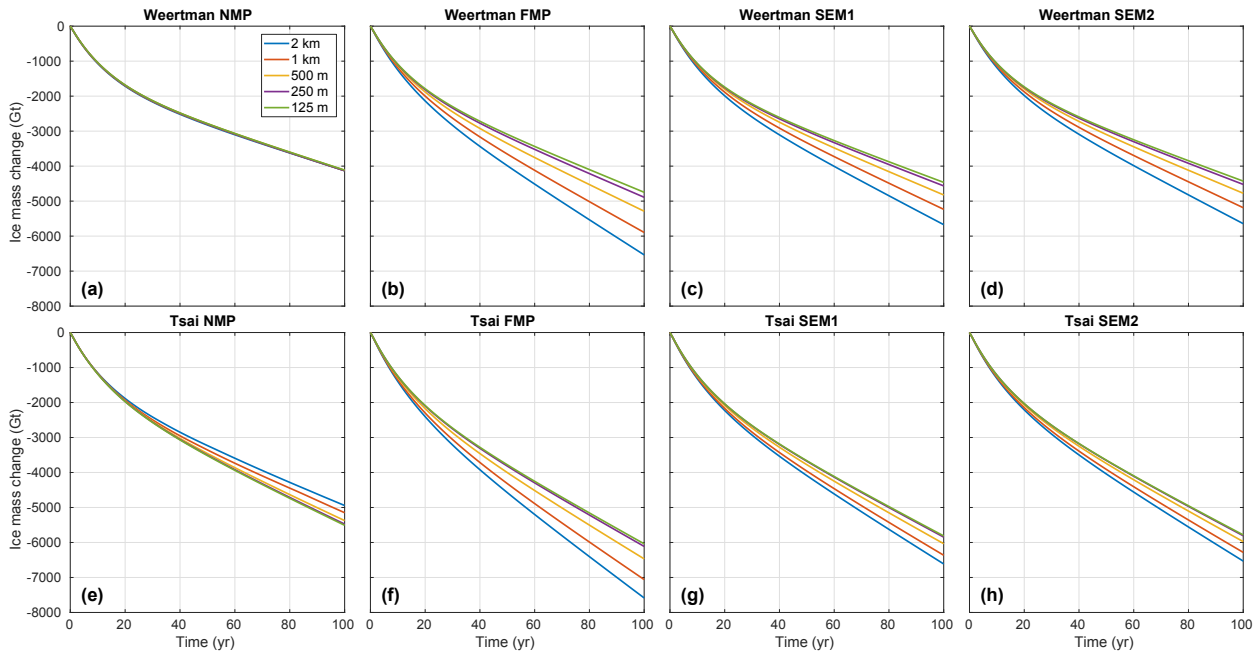 Weertman NMP
Weertman FMP
Weertman SEM1
Weertman SEM2
0
-1000
-2000
-3000
-4000
-5000
-6000
-7000
-8000
Ice mass change (Gt)
2 km
1 km
500 m
250 m
125 m
(a)
(b)
(c)
(d)
Tsai NMP
Tsai FMP
Tsai SEM1
Tsai SEM2
0
-1000
-2000
-3000
-4000
-5000
-6000
-7000
-8000
Ice mass change (Gt)
(e)
(f)
(g)
(h)
0 20 40 60 80 100
0 20 40 60 80 100
0 20 40 60 80 100
0 20 40 60 80 100
Time (yr)
Time (yr)
Time (yr)
Time (yr)